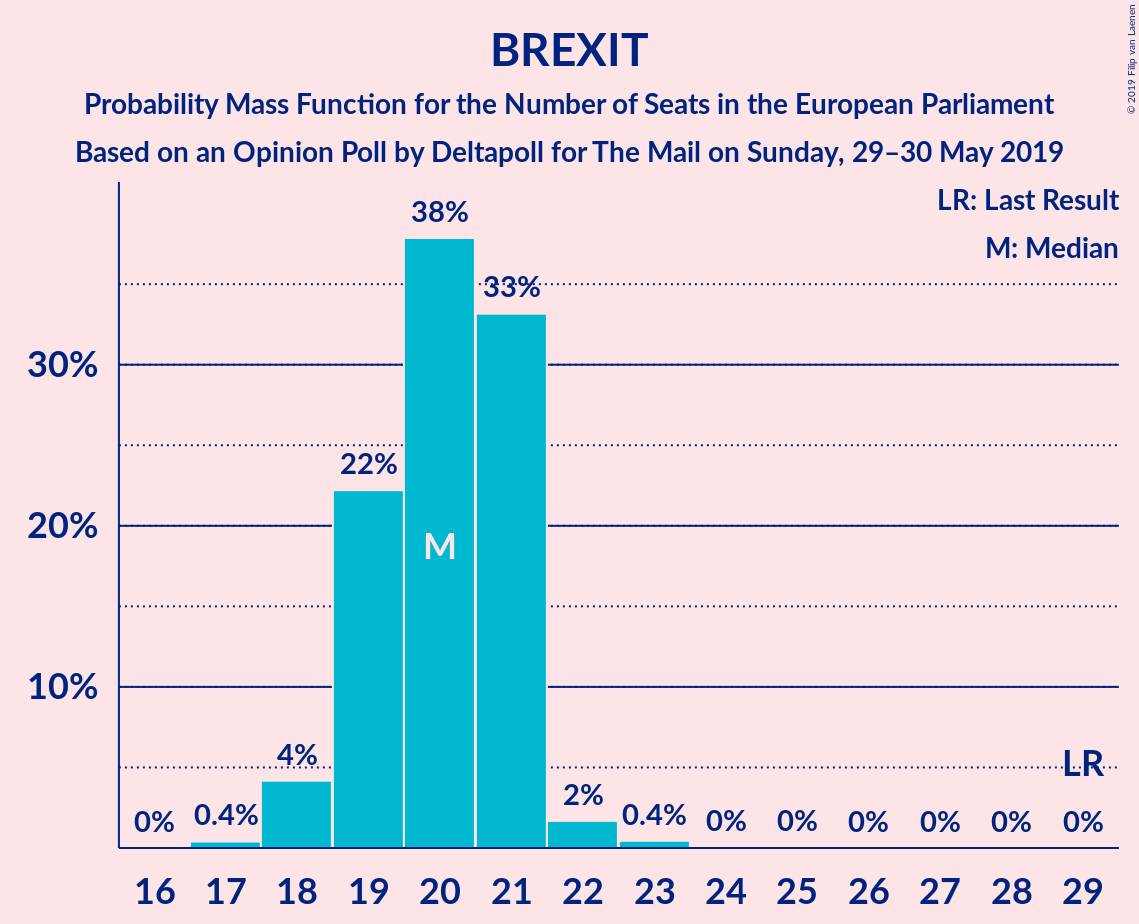 © 2019 Filip van Laenen
BREXIT
Probability Mass Function for the Number of Seats in the European Parliament
Based on an Opinion Poll by Deltapoll for The Mail on Sunday, 29–30 May 2019
LR: Last Result
M: Median
38%
33%
30%
22%
20%
M
10%
4%
LR
0% 0.4% 2% 0.4% 0% 0% 0% 0% 0% 0%
16 17 18 19 20 21 22 23 24 25 26 27 28 29